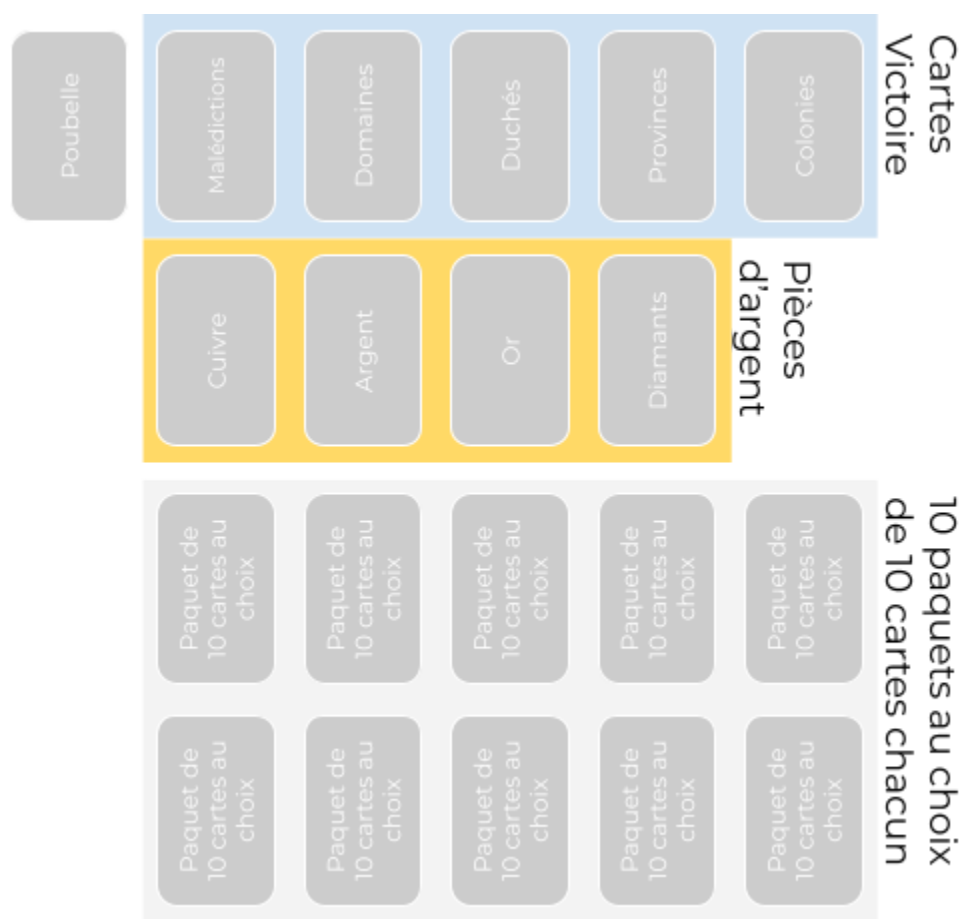 Cartes
Victoire
Poubelle
Malédictions
Domaines
Duchés
Provinces
Colonies
Pièces
d'argent
Cuivre
Argent
Or
Diamants
10 paquets au choix
de 10 cartes chacun
Paquet de
10 cartes au
choix
Paquet de
10 cartes au
choix
Paquet de
10 cartes au
choix
Paquet de
10 cartes au
choix
Paquet de
10 cartes au
choix
Paquet de
10 cartes au
choix
Paquet de
10 cartes au
choix
Paquet de
10 cartes au
choix
Paquet de
10 cartes au
choix
Paquet de
10 cartes au
choix